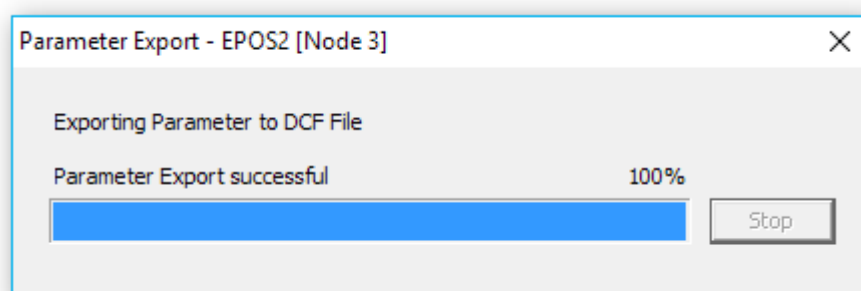 Parameter Export - EPOS2 [Node 3]
Exporting Parameter to DCF File
Parameter Export successful 100%
Stop